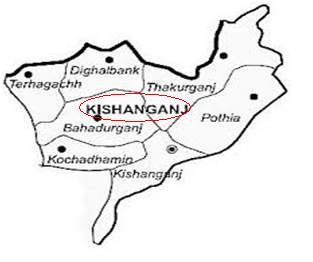 Dighalbank
Terhagachh
Thakurganj
KISHANGANJ
Pothia
Bahadurganj
Kochadhamin
Kishanganj